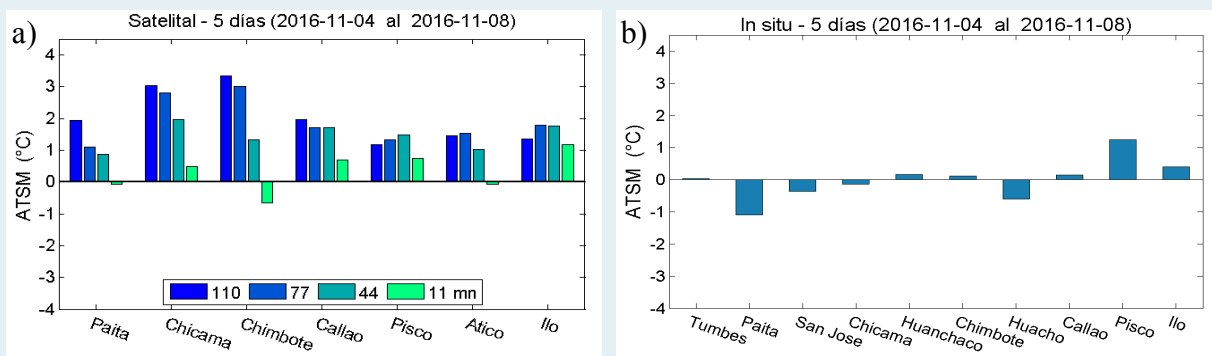 a)
Satelital - 5 días (2016-11-04 al 2016-11-08)
ATSM (°C)
4
3
2
1
0
-1
-2
-3
-4
110 77 44 11 mn
Paita Chicama Chimbote Callao Pisco Atico Ilo
b)
In situ - 5 días (2016-11-04 al 2016-11-08)
ATSM (°C)
4
3
2
1
0
-1
-2
-3
-4
Tumbes Paita San Jose Chicama Huanchaco Chimbote Huacho Callao Pisco Ilo